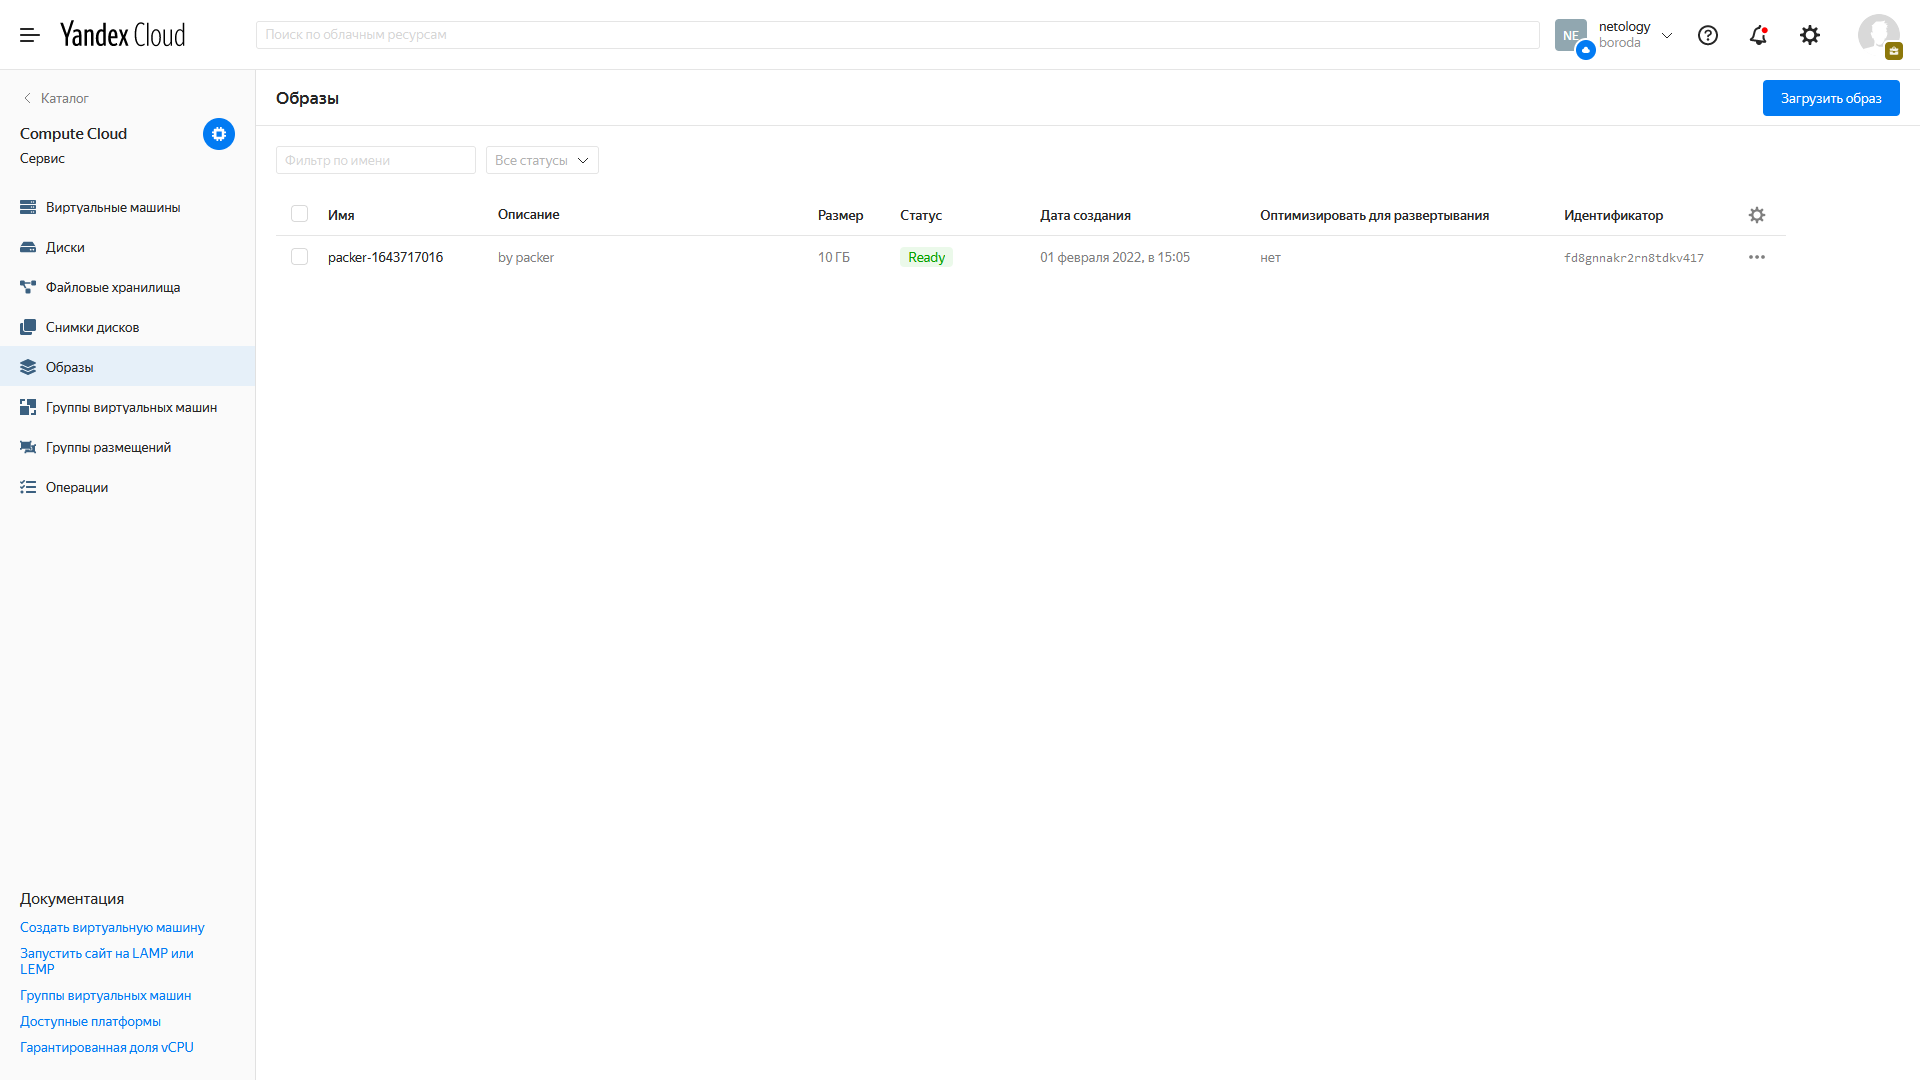 Yandex Cloud
Поиск по облачным ресурсам
NE
netology
boroda
Каталог
Compute Cloud
Сервис
Виртуальные машины
Диски
Файловые хранилища
Снимки дисков
Образы
Группы виртуальных машин
Группы размещений
Операции
Документация
Создать виртуальную машину
Запустить сайт на LAMP или
LEMP
Группы виртуальных машин
Доступные платформы
Гарантированная доля vCPU
Образы
Загрузить образ
Фильтр по имени
Все статусы
Имя Описание Размер Статус Дата создания Оптимизировать для развертывания Идентификатор
packer-1643717016 by packer 10 ГБ Ready 01 февраля 2022, в 15:05 нет fd8gnnakr2rn8tdkv417